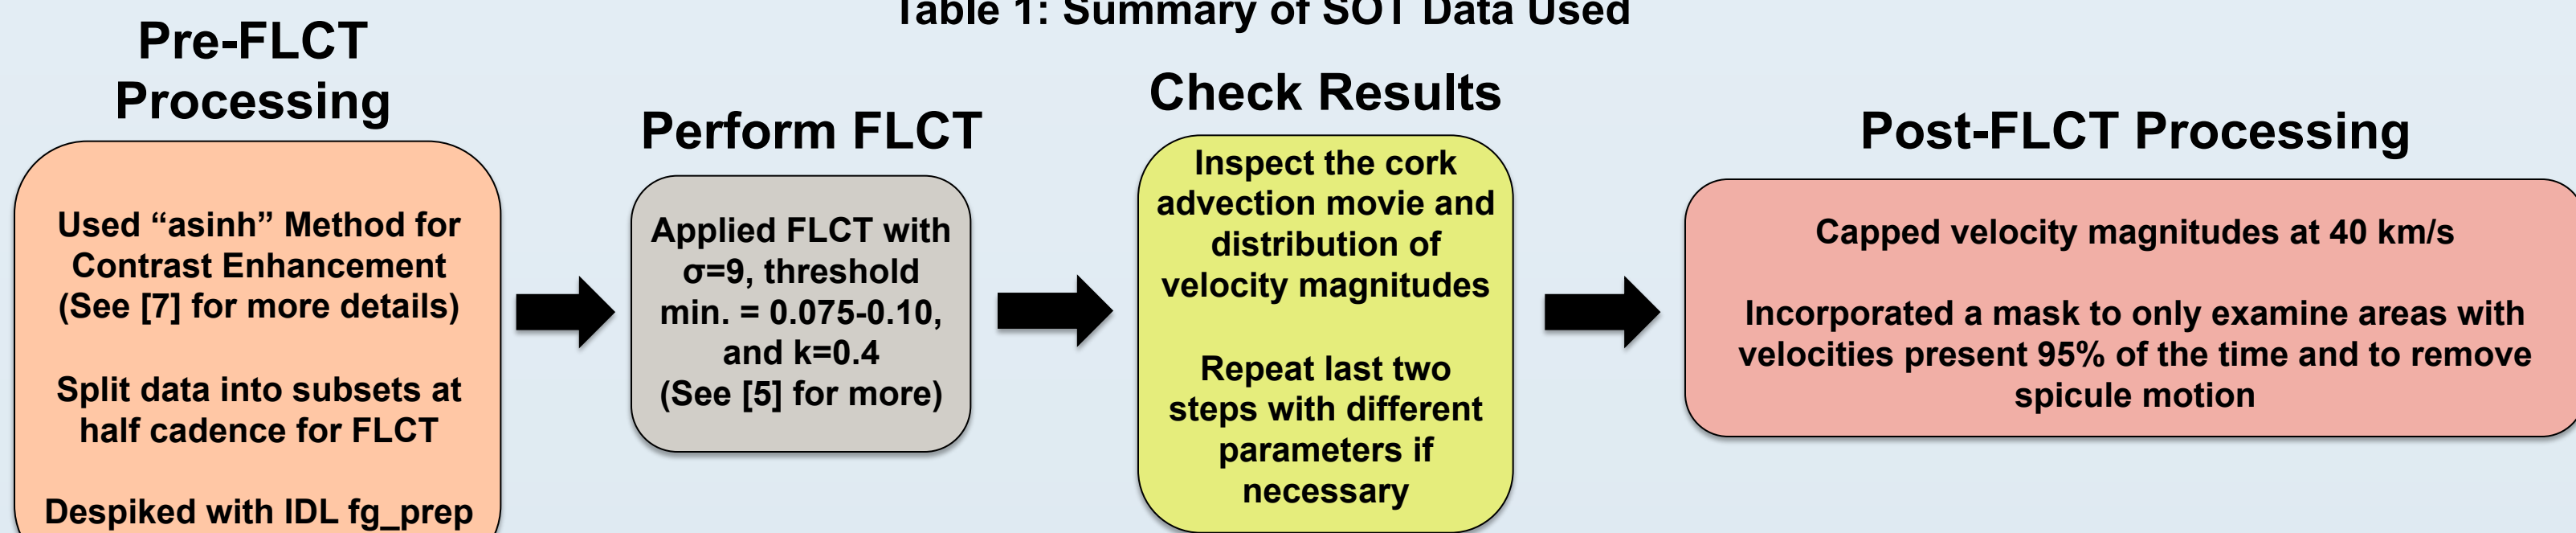 Table 1: Summary of SOT Data Used
Pre-FLCT
Processing
Used “asinh” Method for
Contrast Enhancement
(See [7] for more details)
Split data into subsets at
half cadence for FLCT
Despiked with IDL fg_prep
Perform FLCT
Applied FLCT with
σ=9, threshold
min. = 0.075-0.10,
and k=0.4
(See [5] for more)
Check Results
Inspect the cork
advection movie and
distribution of
velocity magnitudes
Repeat last two
steps with different
parameters if
necessary
Post-FLCT Processing
Capped velocity magnitudes at 40 km/s
Incorporated a mask to only examine areas with
velocities present 95% of the time and to remove
spicule motion